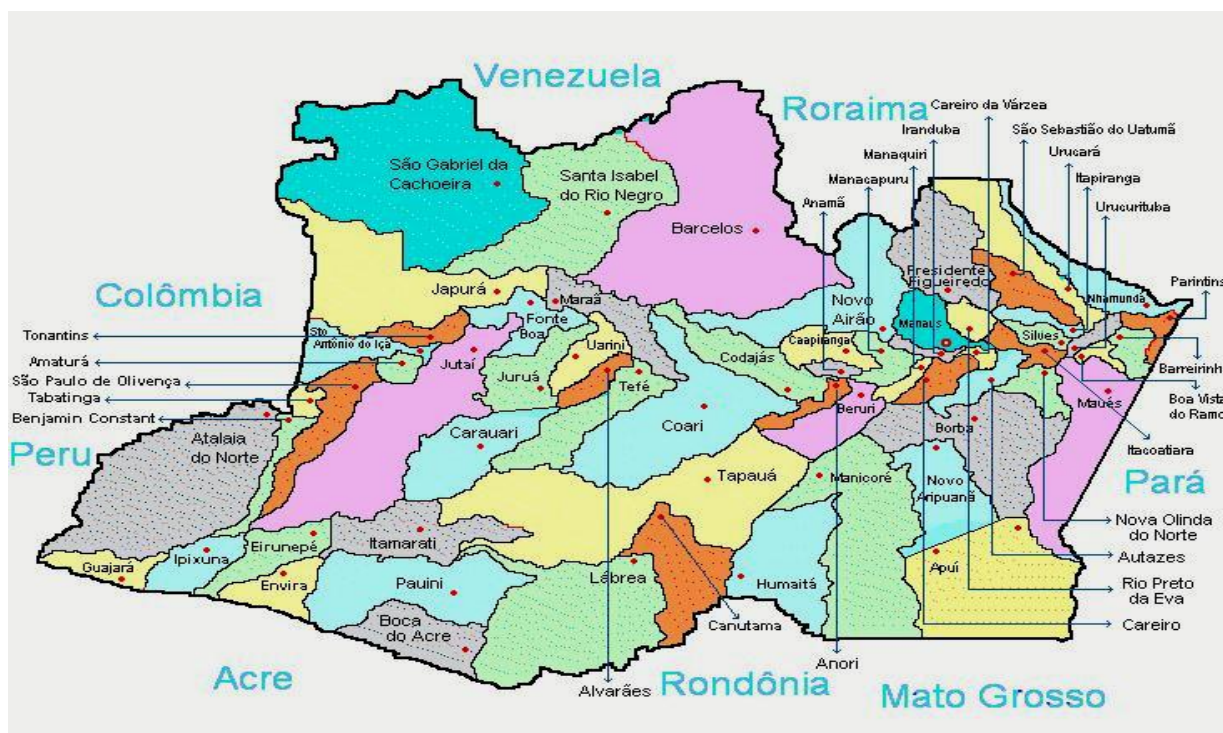 Venezuela
Roraima
Careiro da Várzea
Iranduba
São Sebastião do Uatumã
Manaquiri
Urucará
Manacapuru
Itapiranga
Anamã
Urucurituba
São Gabriel da
Cachoeira
Santa Isabel
do Rio Negro
Barcelos
Presidente
Figueiredo
Nhamundá
Parintins
Colômbia
Japurá
Maraã
Fonte
Boa
Novo
Airão
Manaus
Silves
Tonantins
Sto
António do Içá
Amaturá
Jutaí
Uarini
Caapiranga
Codajás
São Paulo de Olivença
Juruá
Tefé
Barreirinh
Tabatinga
Beruri
Maués
Boa Vista
do Ramo
Benjamin Constant
Atalaia
do Norte
Carauari
Coari
Borba
Itacoatiara
Peru
Tapauá
Manicoré
Novo
Aripuanã
Pará
Nova Olinda
do Norte
Itamarati
Eirunepé
Ipixuna
Guajará
Envira
Pauini
Lábrea
Humaitá
Apuí
Autazes
Rio Preto
da Eva
Boca
do Acre
Canutama
Careiro
Anori
Acre
Alvarães
Rondônia
Mato Grosso